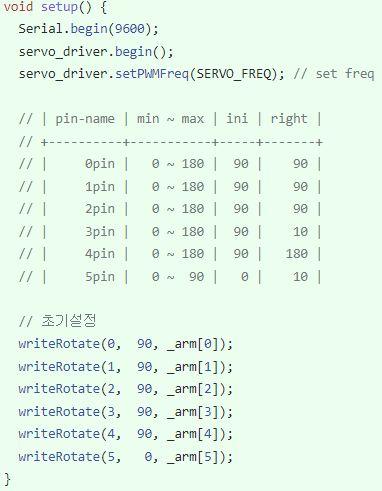 void setup() {
  Serial.begin(9600);
  servo_driver.begin();
  servo_driver.setPWMFreq(SERVO_FREQ); // set freq

  // | pin-name | min ~ max | ini | right |
  // +----------+-----------+-----+-------+
  // |     0pin |   0 ~ 180 |  90 |    90 |
  // |     1pin |   0 ~ 180 |  90 |    90 |
  // |     2pin |   0 ~ 180 |  90 |    90 |
  // |     3pin |   0 ~ 180 |  90 |    10 |
  // |     4pin |   0 ~ 180 |  90 |   180 |
  // |     5pin |   0 ~  90 |   0 |    10 |

  // 초기설정
  writeRotate(0,  90, _arm[0]);
  writeRotate(1,  90, _arm[1]);
  writeRotate(2,  90, _arm[2]);
  writeRotate(3,  90, _arm[3]);
  writeRotate(4,  90, _arm[4]);
  writeRotate(5,   0, _arm[5]);
}